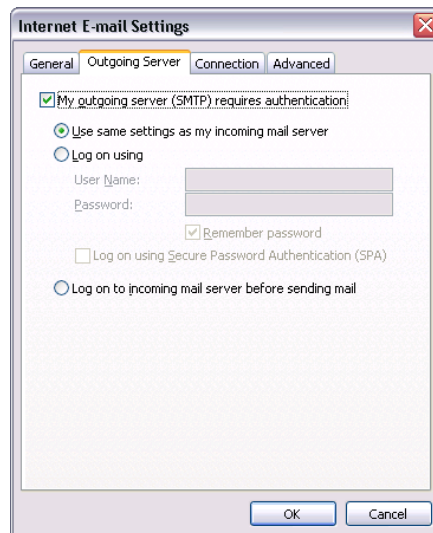 Internet E-mail Settings
General Outgoing Server Connection Advanced
My outgoing server (SMTP) requires authentication
Use same settings as my incoming mail server
Log on using
User Name:
Password:
Remember password
Log on using Secure Password Authentication (SPA)
Log on to incoming mail server before sending mail
OK Cancel